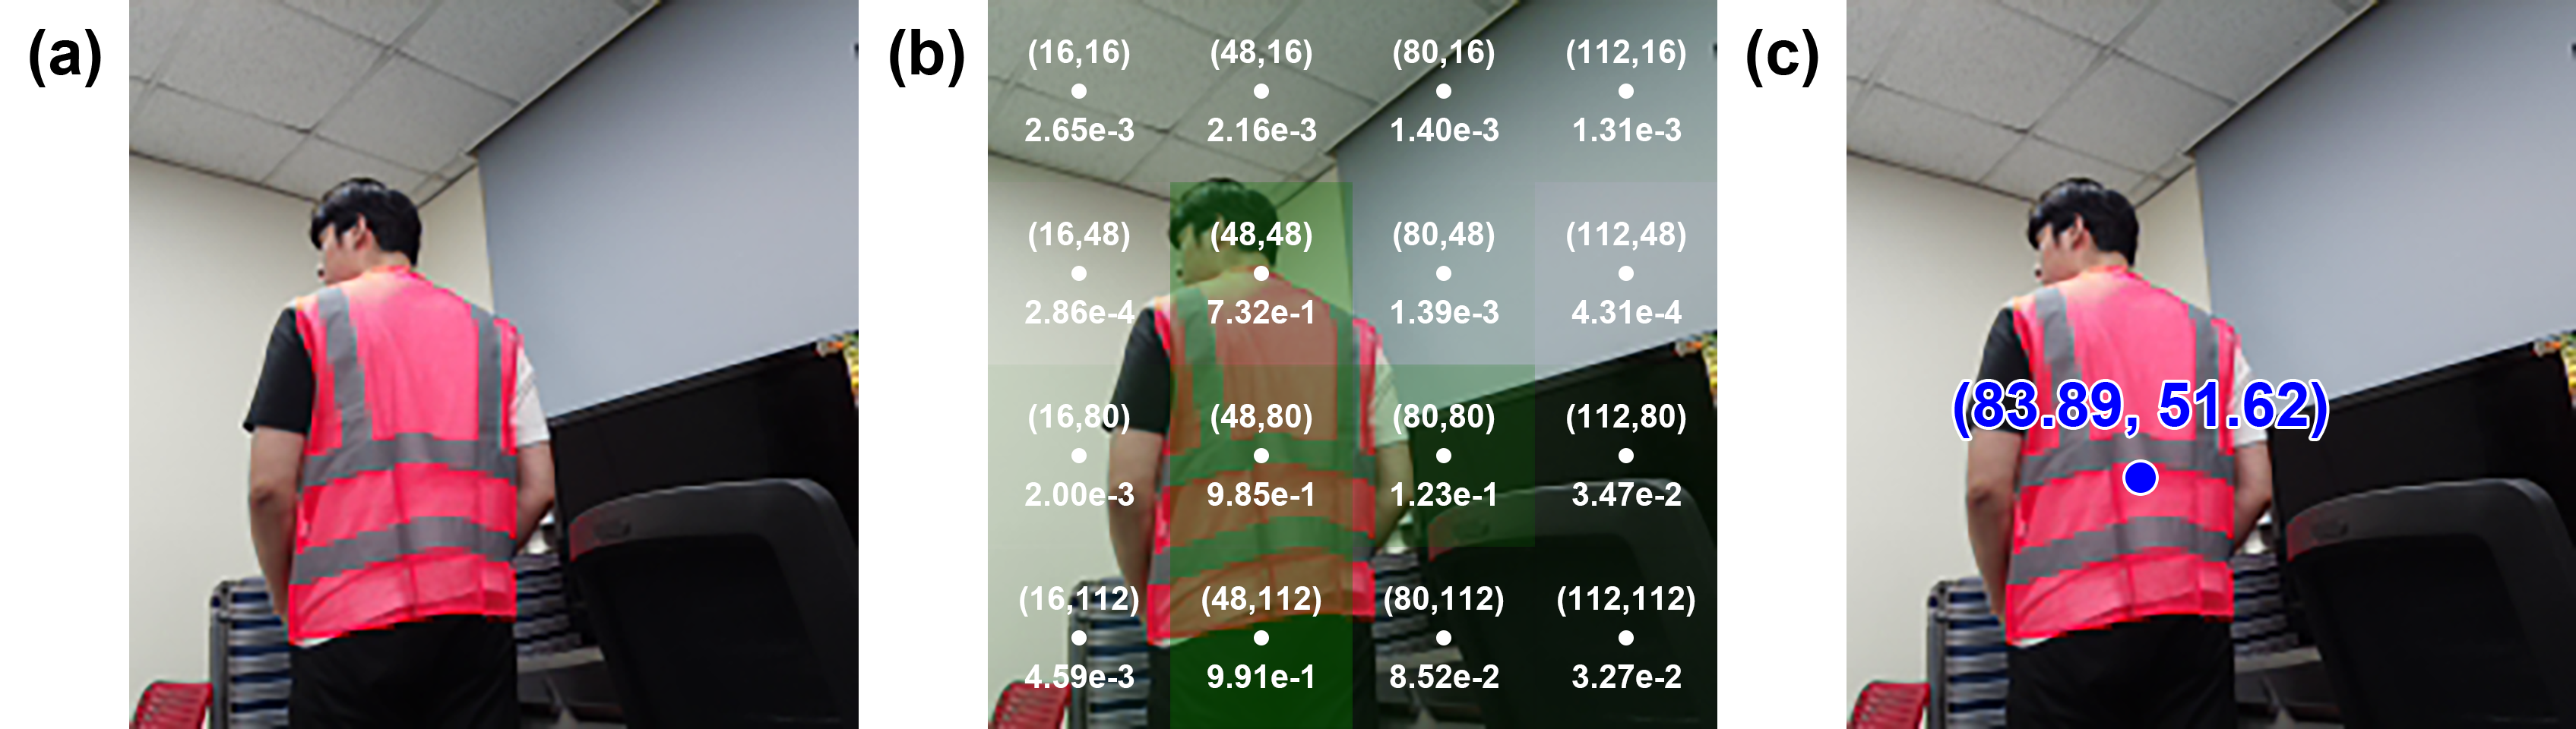 (a)
(b)
(16,16) (48,16) (80,16) (112,16)
2.65e-3 2.16e-3 1.40e-3 1.31e-3
(16,48) (48,48) (80,48) (112,48)
2.86e-4 7.32e-1 1.39e-3 4.31e-4
(16,80) (48,80) (80,80) (112,80)
2.00e-3 9.85e-1 1.23e-1 3.47e-2
(16,112) (48,112) (80,112) (112,112)
4.59e-3 9.91e-1 8.52e-2 3.27e-2
(c)
(83.89, 51.62)